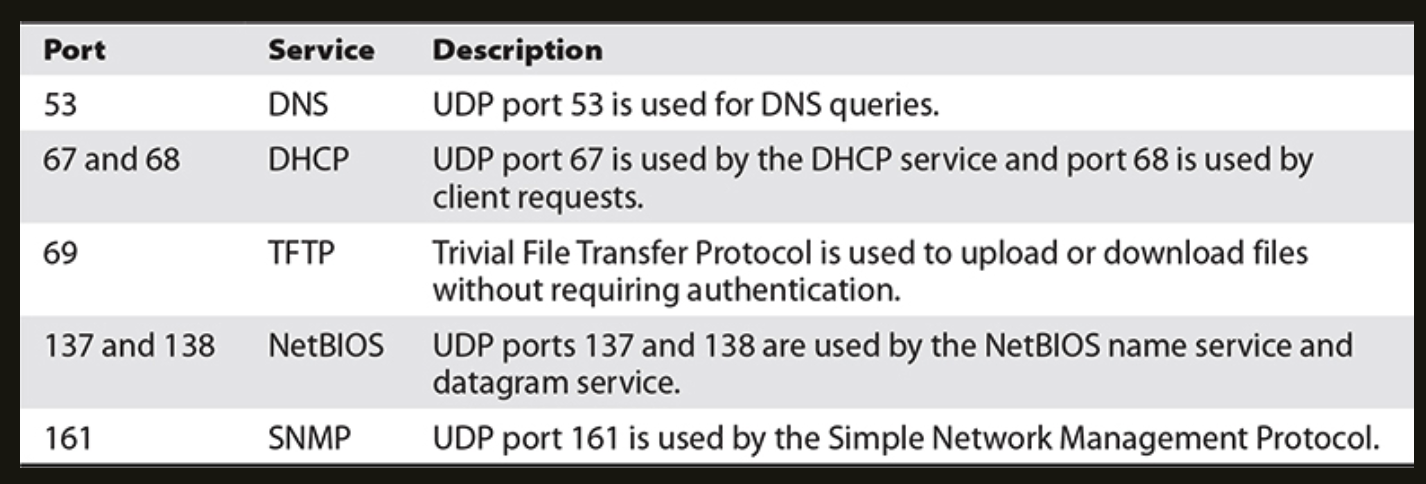 Port Service Description
53 DNS UDP port 53 is used for DNS queries.
67 and 68 DHCP UDP port 67 is used by the DHCP service and port 68 is used by
client requests.
69 TFTP Trivial File Transfer Protocol is used to upload or download files
without requiring authentication.
137 and 138 NetBIOS UDP ports 137 and 138 are used by the NetBIOS name service and
datagram service.
161 SNMP UDP port 161 is used by the Simple Network Management Protocol.